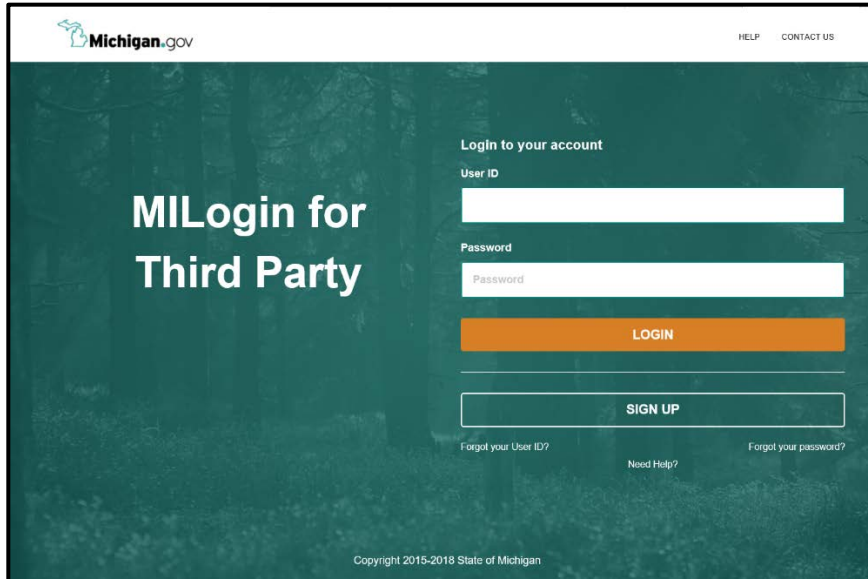 Michigan.gov
HELP CONTACT US
MILogin for
Third Party
Login to your account
User ID
Password
Password
LOGIN
SIGN UP
Forgot your User ID? Forgot your password?
Need Help?
Copyright 2015-2018 State of Michigan